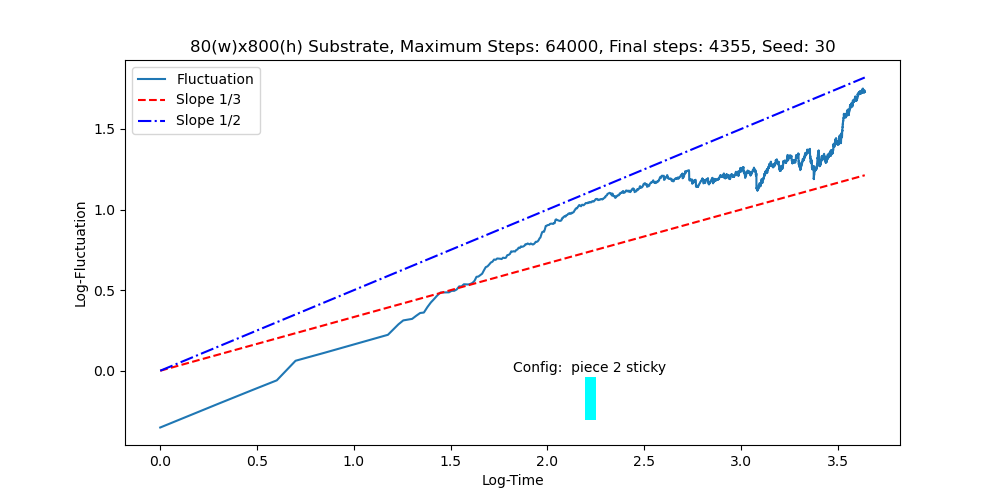 80(w)x800(h) Substrate, Maximum Steps: 64000, Final steps: 4355, Seed: 30
Fluctuation
Slope 1/3
Slope 1/2
Log-Fluctuation
1.5
1.0
0.5
0.0
Config:  piece 2 sticky
0.0 0.5 1.0 1.5 2.0 2.5 3.0 3.5
Log-Time